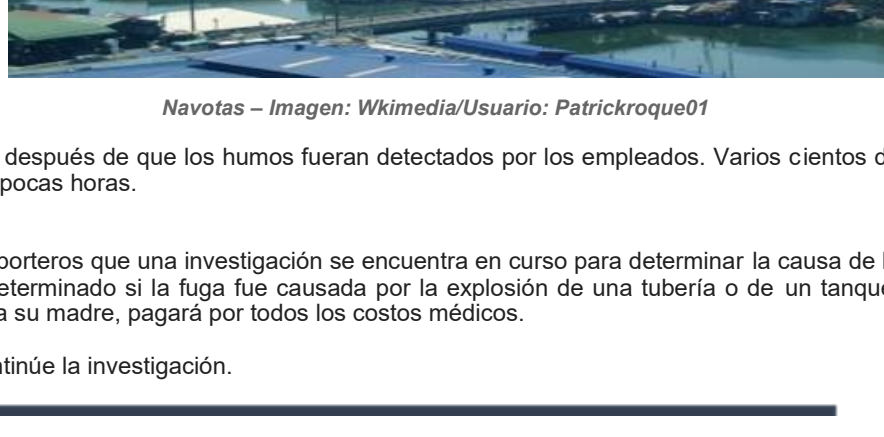 Navotas – Imagen: Wkimedia/Usuario: Patrickroque01
después de que los humos fueran detectados por los empleados. Varios cientos d
pocas horas.
porteros que una investigación se encuentra en curso para determinar la causa de l
eterminado si la fuga fue causada por la explosión de una tubería o de un tanque
a su madre, pagará por todos los costos médicos.
ntinúe la investigación.